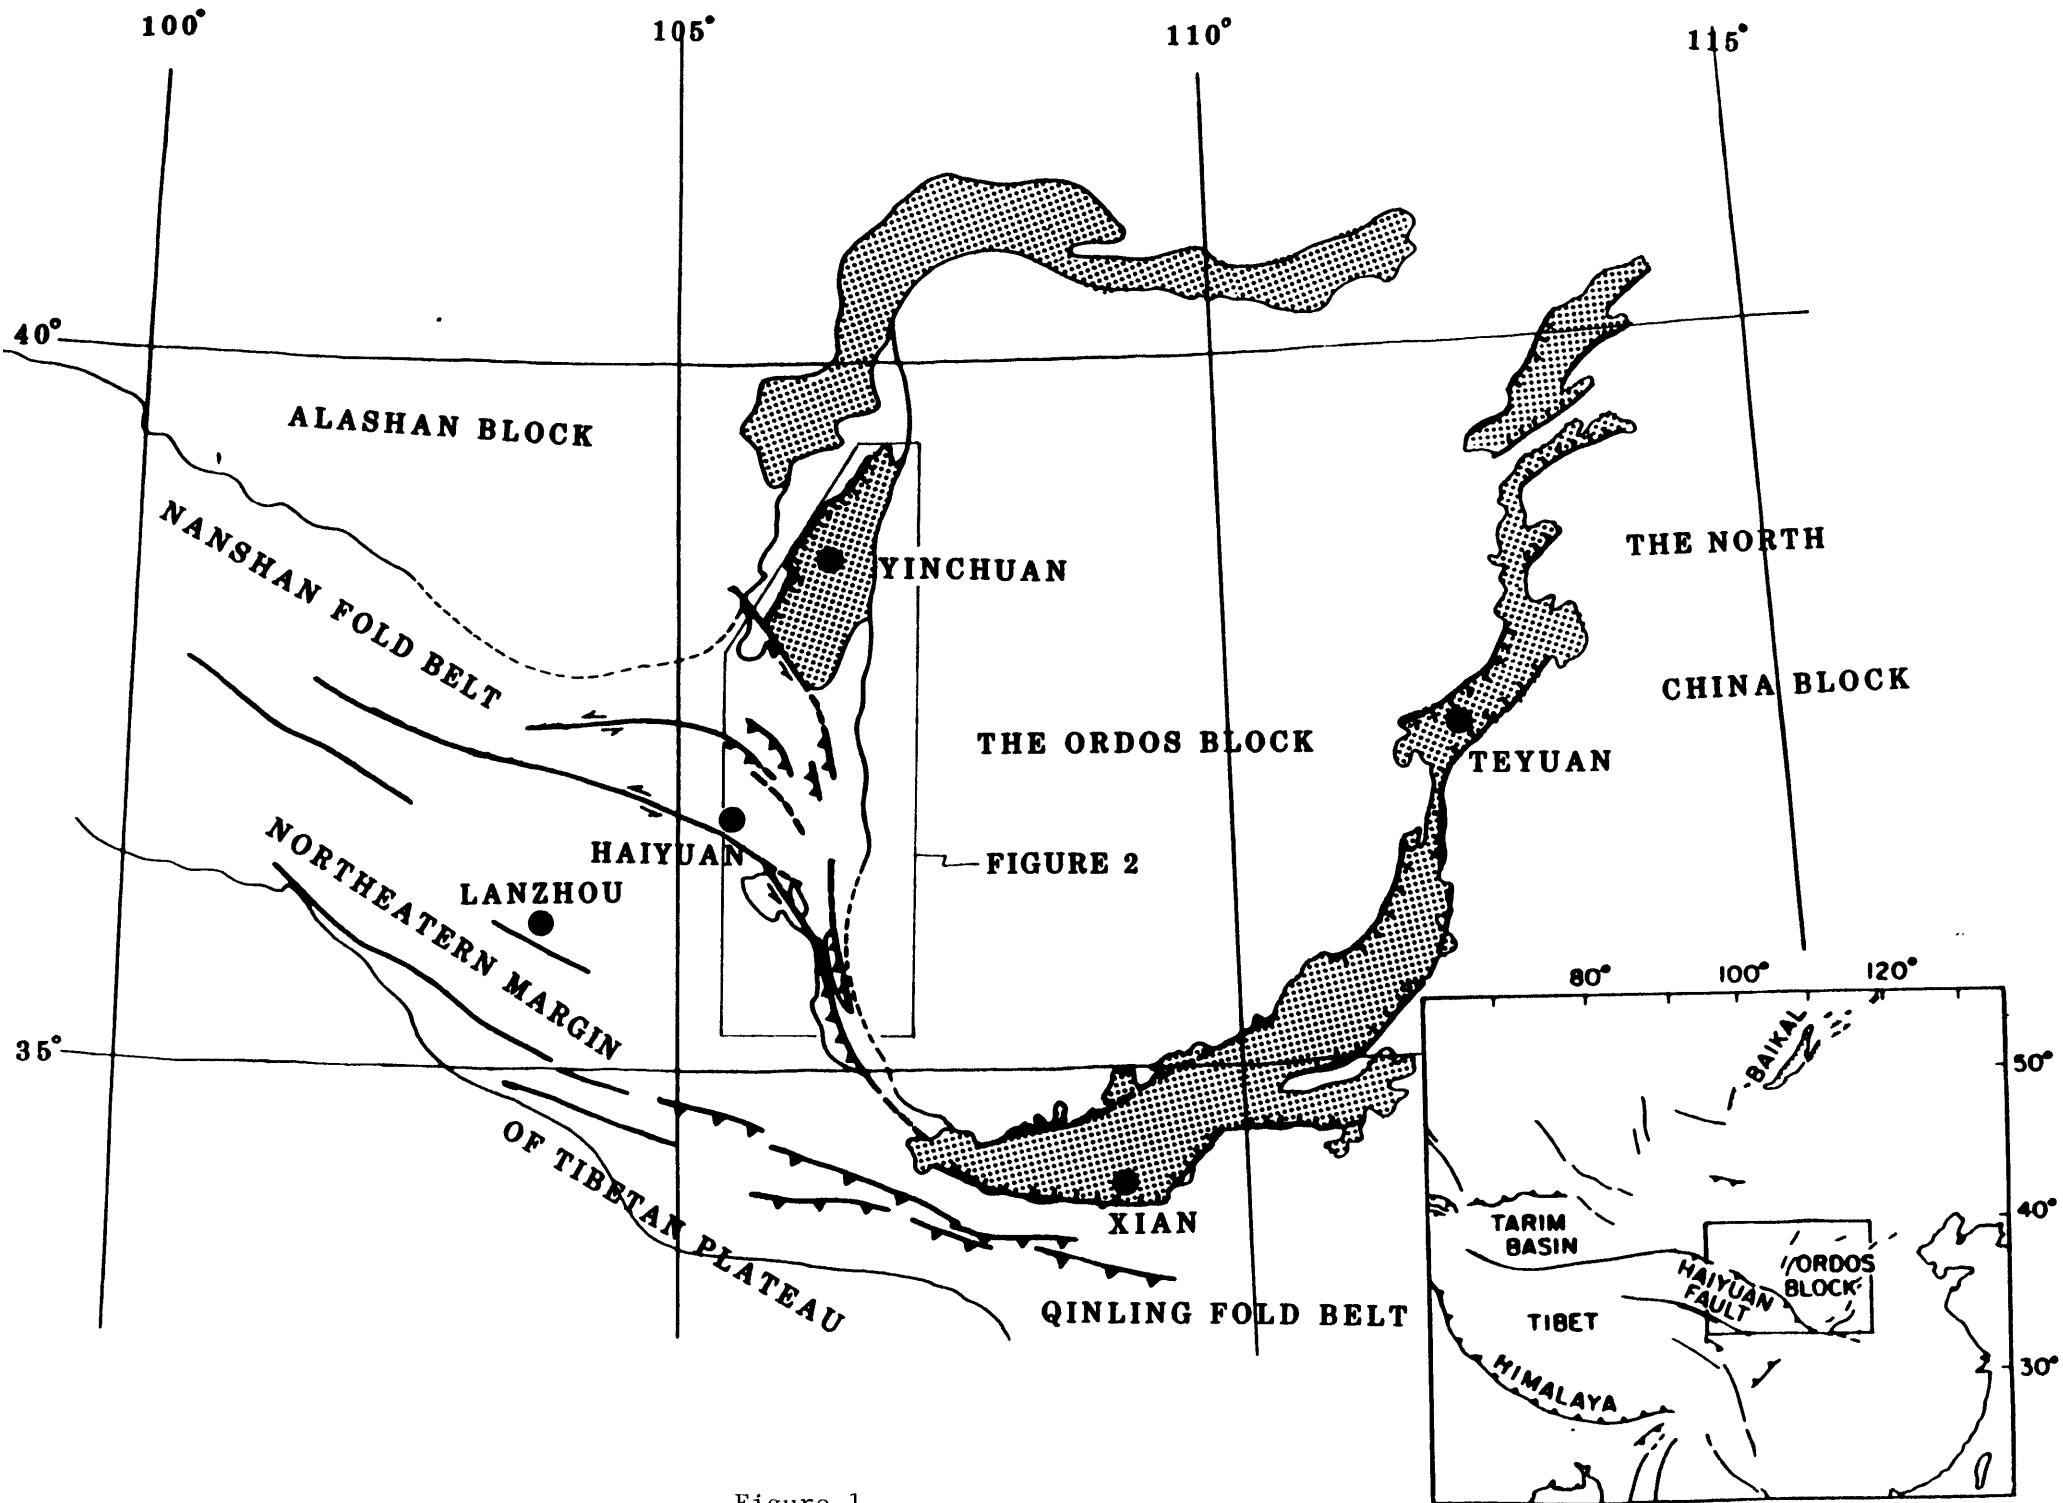 100°
105°
110°
115°
40°
ALASHAN BLOCK
NANSHAN FOLD BELT
YINCHUAN
THE NORTH
CHINA BLOCK
THE ORDOS BLOCK
TEYUAN
HAIYUAN
FIGURE 2
LANZHOU
NORTHEATERN MARGIN
OF TIBETAN PLATEAU
35°
XIAN
QINLING FOLD BELT
80°
100°
120°
BAIKAL
50°
40°
TARIM
BASIN
ORDOS
BLOCK
HAIYUAN
FAULT
TIBET
30°
HIMALAYA
Figure 1